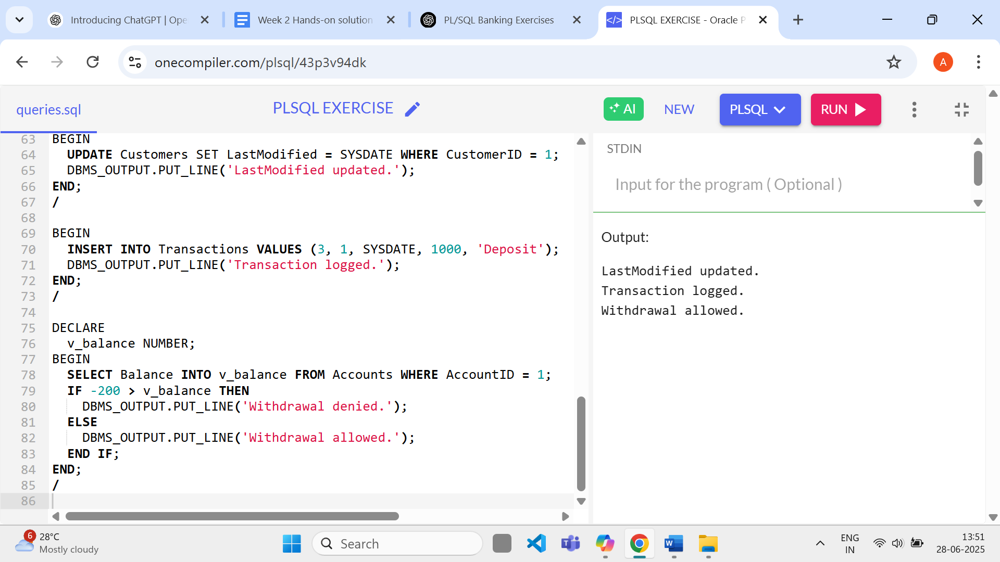 Introducing ChatGPT | Ope
Week 2 Hands-on solution
PL/SQL Banking Exercises
PLSQL EXERCISE - Oracle P
onecompiler.com/plsql/43p3v94dk
A
queries.sql
PLSQL EXERCISE
AI
NEW
PLSQL
RUN
63 BEGIN
64 UPDATE Customers SET LastModified = SYSDATE WHERE CustomerID = 1;
65 DBMS_OUTPUT.PUT_LINE('LastModified updated.');
66 END;
67 /
68
69 BEGIN
70 INSERT INTO Transactions VALUES (3, 1, SYSDATE, 1000, 'Deposit');
71 DBMS_OUTPUT.PUT_LINE('Transaction logged.');
72 END;
73 /
74
75 DECLARE
76 v_balance NUMBER;
77 BEGIN
78 SELECT Balance INTO v_balance FROM Accounts WHERE AccountID = 1;
79 IF -200 > v_balance THEN
80 DBMS_OUTPUT.PUT_LINE('Withdrawal denied.');
81 ELSE
82 DBMS_OUTPUT.PUT_LINE('Withdrawal allowed.');
83 END IF;
84 END;
85 /
86
STDIN
Input for the program ( Optional )
Output:
LastModified updated.
Transaction logged.
Withdrawal allowed.
6
28°C
Mostly cloudy
Search
ENG
IN
13:51
28-06-2025